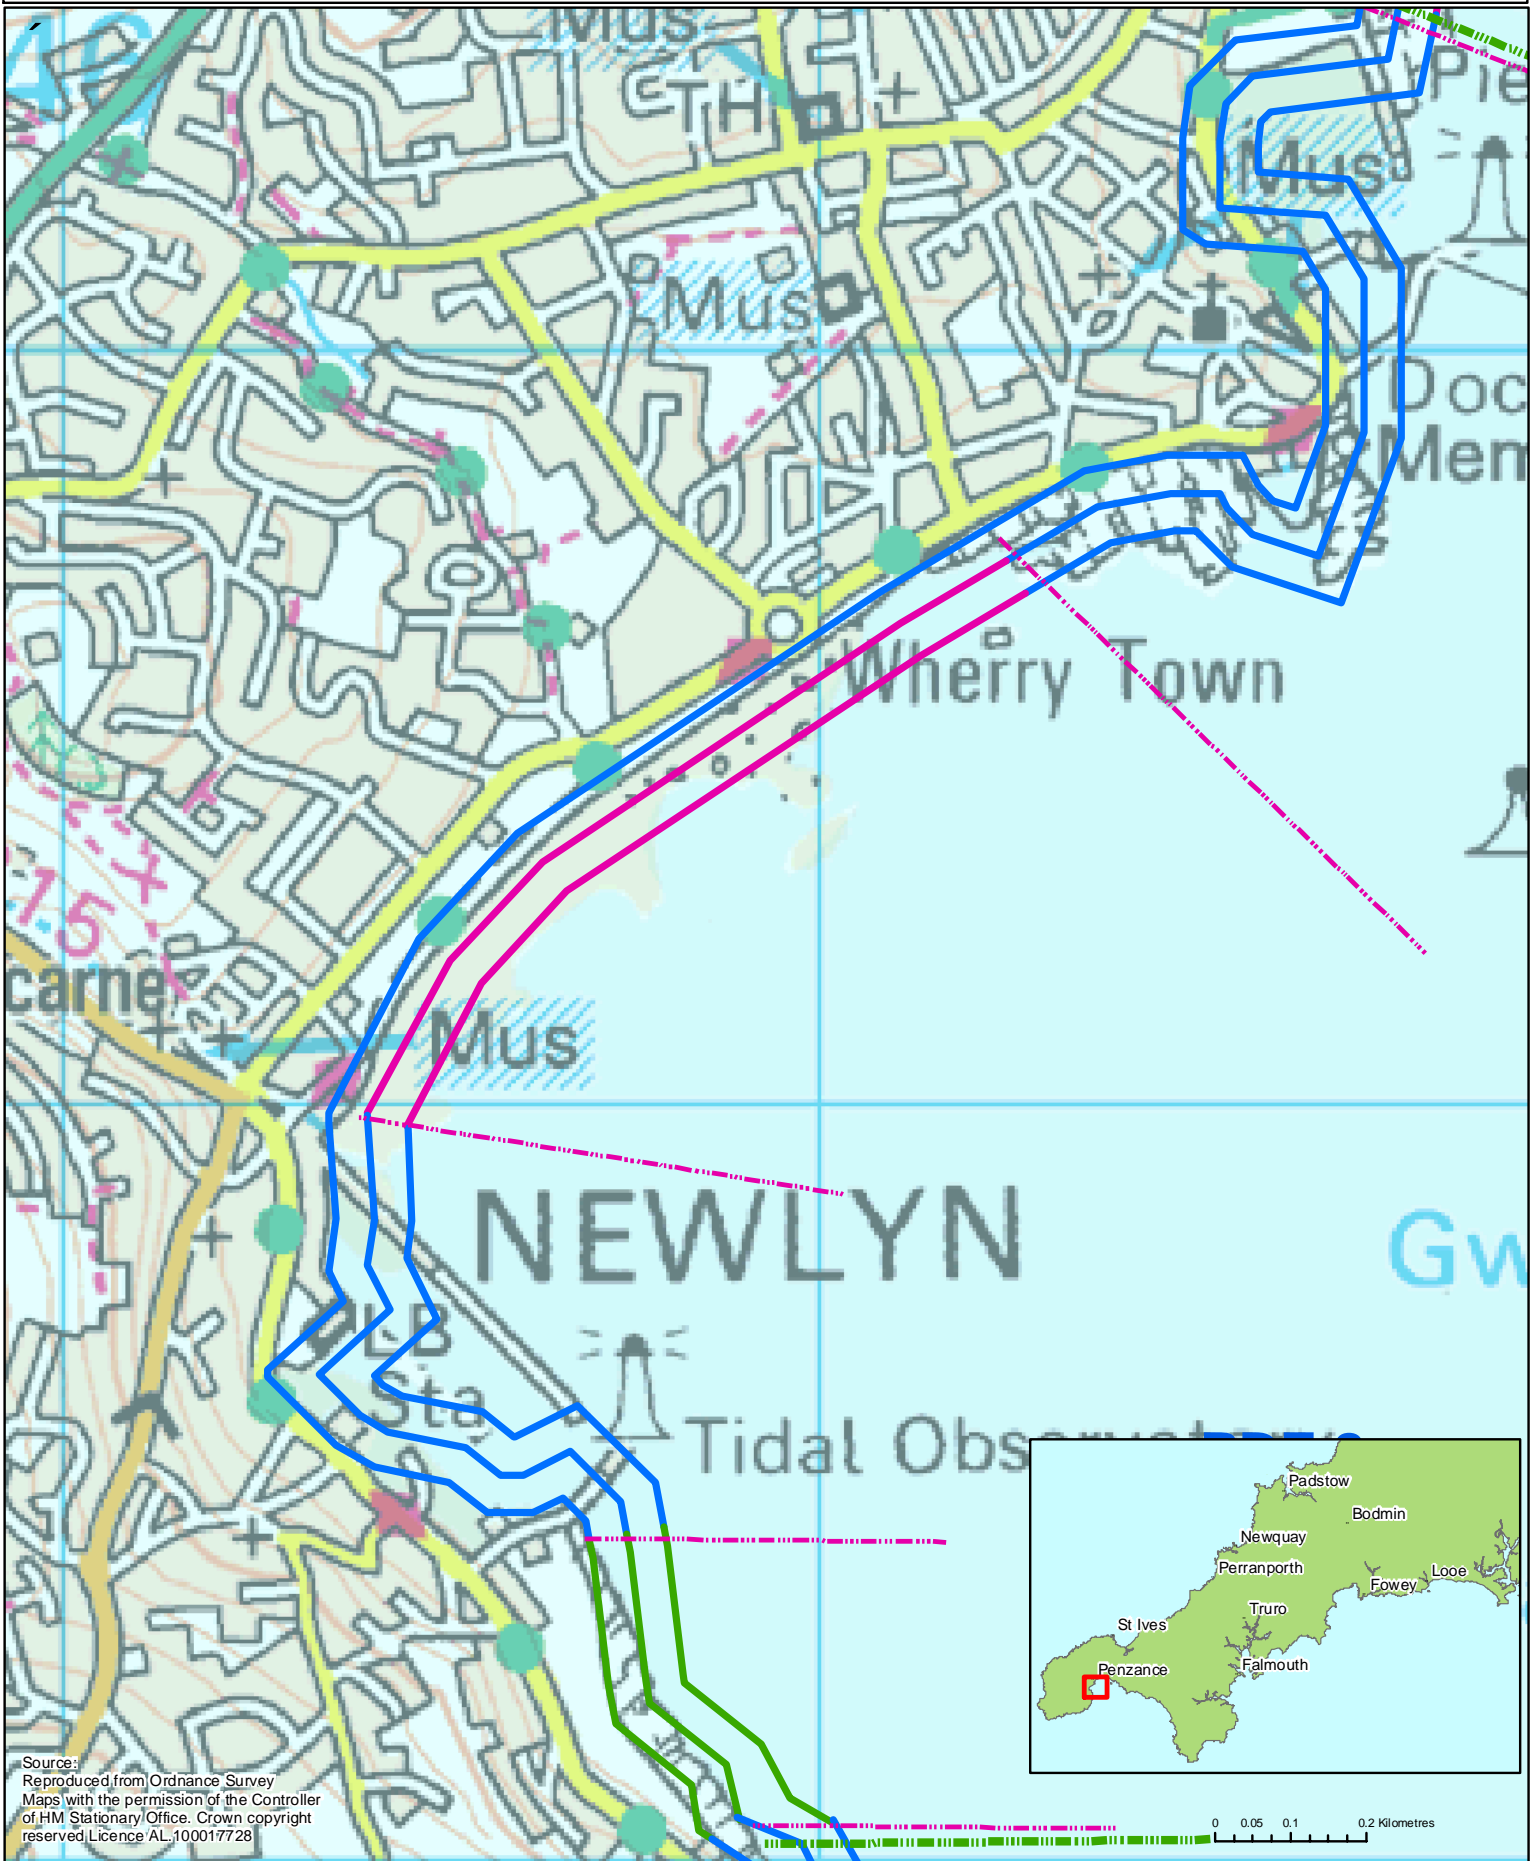 Mus
TH
Pie
Mus
Mus
Doc
Mem
Wherry Town
15
carne
Mus
NEWLYN
Gw
LB
Sta
Tidal Observatory
Padstow
Bodmin
Newquay
Perranporth
Looe
Fowey
Truro
St Ives
Falmouth
Penzance
Source:
Reproduced from Ordnance Survey
Maps with the permission of the Controller
of HM Stationary Office. Crown copyright
reserved Licence AL.100017728
0 0.05 0.1 0.2 Kilometres